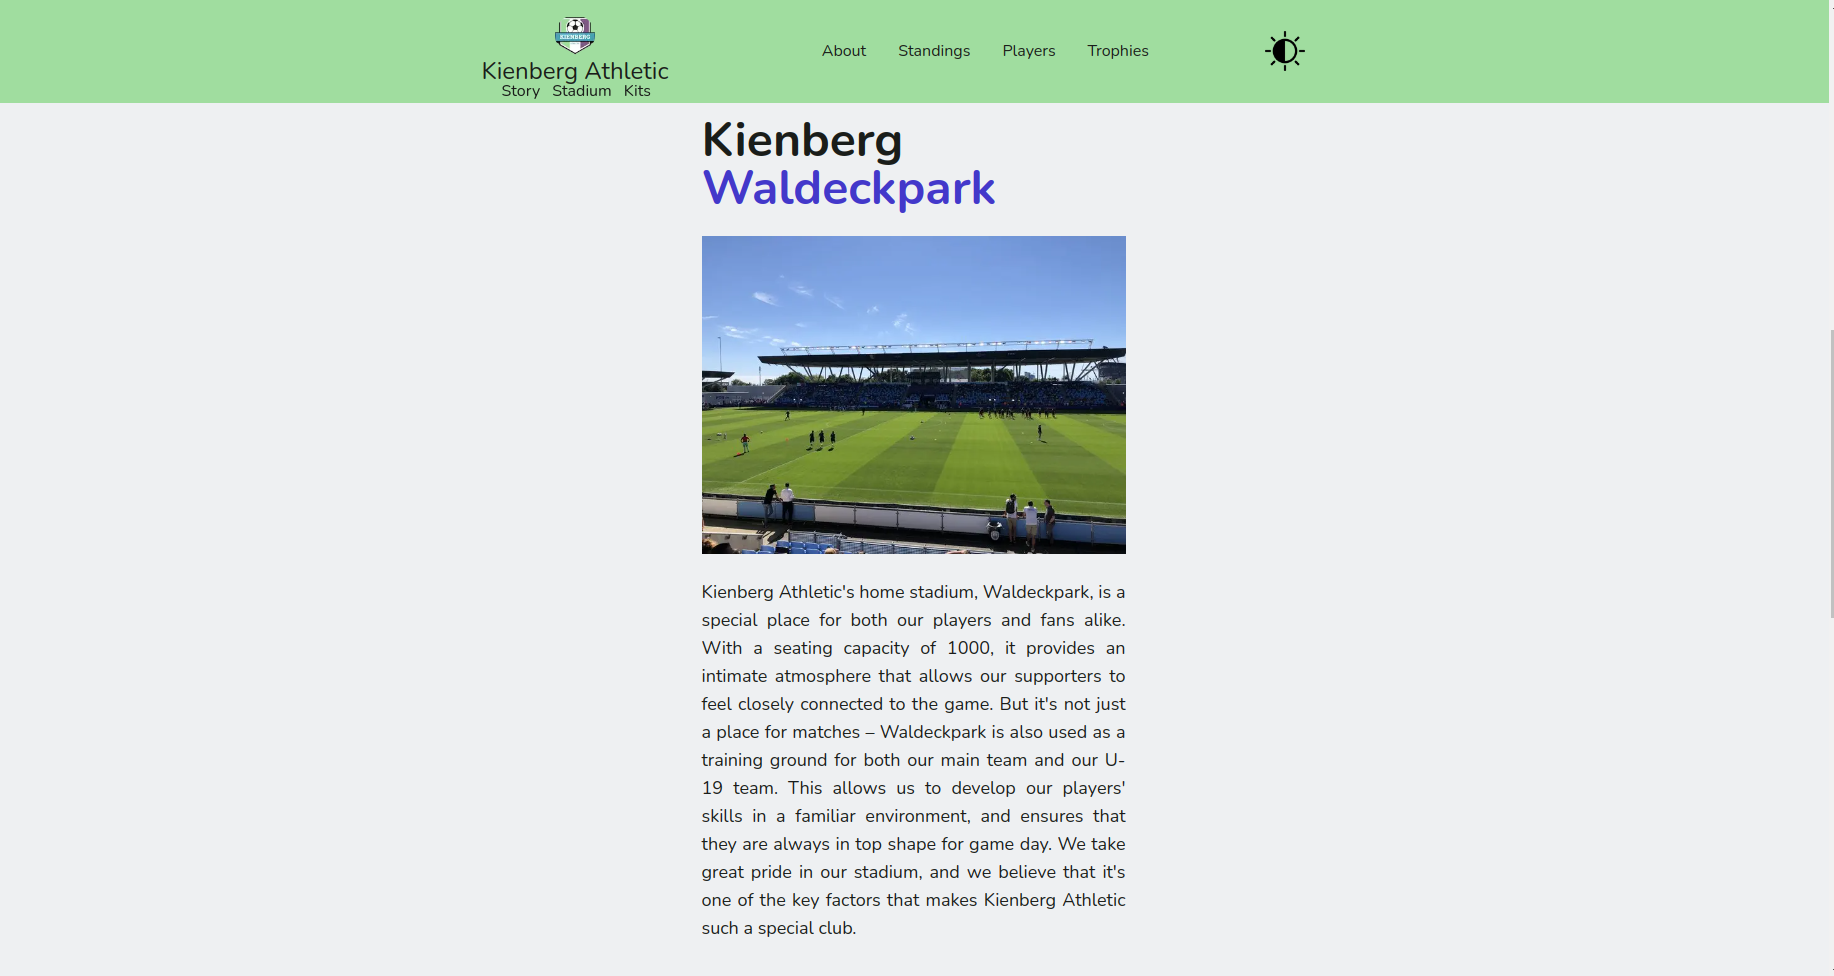 KIENBERG
Kienberg Athletic
Story Stadium Kits
About Standings Players Trophies
Kienberg
Waldeckpark
Kienberg Athletic's home stadium, Waldeckpark, is a
special place for both our players and fans alike.
With a seating capacity of 1000, it provides an
intimate atmosphere that allows our supporters to
feel closely connected to the game. But it's not just
a place for matches – Waldeckpark is also used as a
training ground for both our main team and our U-
19 team. This allows us to develop our players'
skills in a familiar environment, and ensures that
they are always in top shape for game day. We take
great pride in our stadium, and we believe that it's
one of the key factors that makes Kienberg Athletic
such a special club.